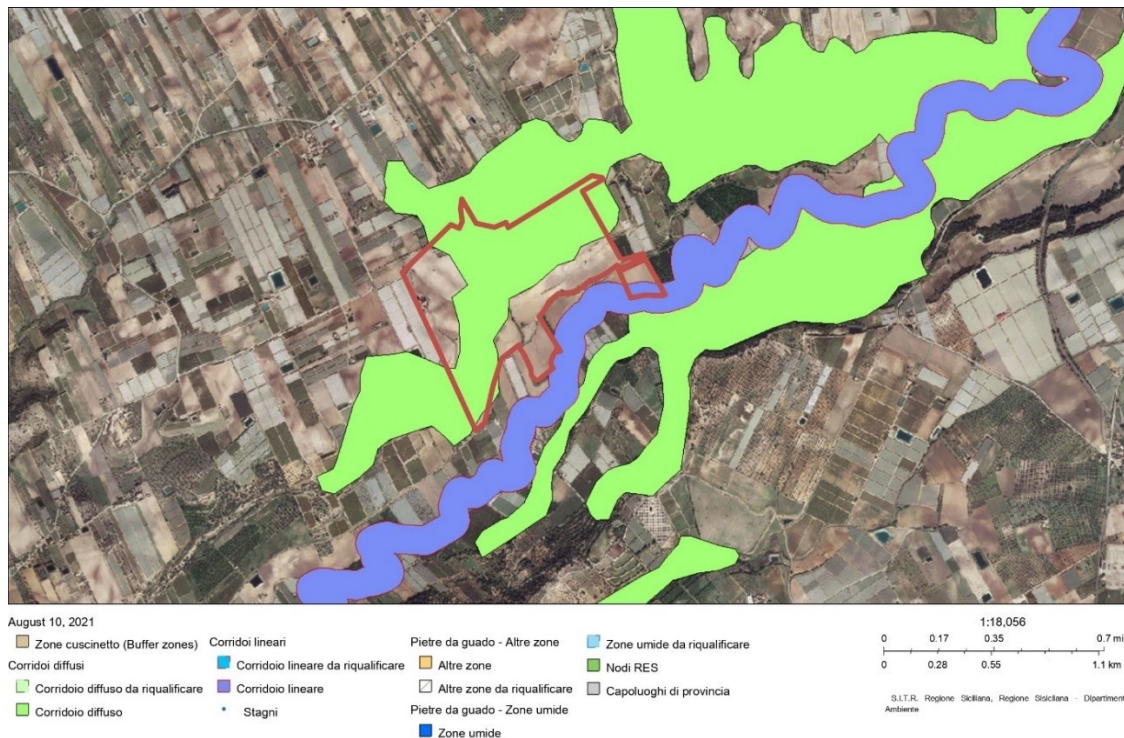 August 10, 2021
Zone cuscinetto (Buffer zones)
Corridoi diffusi
Corridoio diffuso da riqualificare
Corridoio diffuso
Corridoi lineari
Corridoio lineare da riqualificare
Corridoio lineare
Stagni
Pietre da guado - Altre zone
Altre zone
Altre zone da riqualificare
Pietre da guado - Zone umide
Zone umide
Zone umide da riqualificare
Nodi RES
Capoluoghi di provincia
1:18,056
0 0.17 0.35 0.7 mi
0 0.28 0.55 1.1 km
S.I.T.R. Regione Siciliana, Regione Sisiciliana - Dipartimento
Ambiente